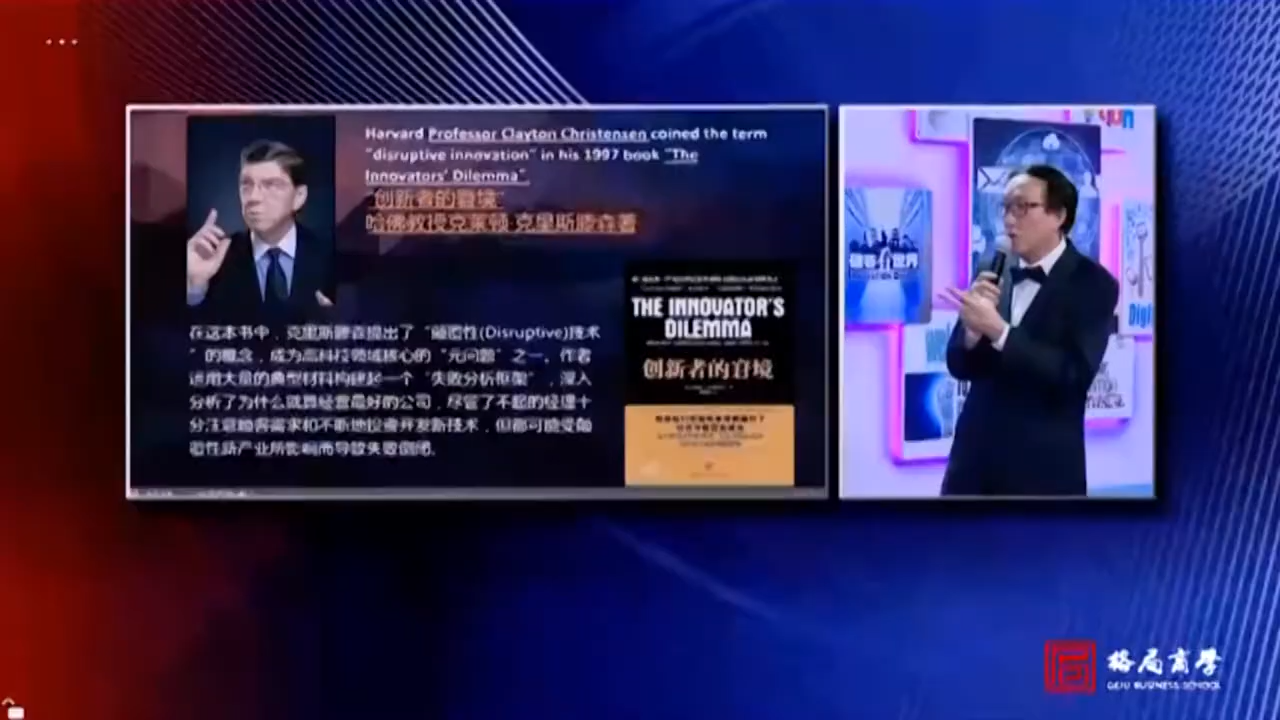 Harvard Professor Clayton Christensen coined the term
"disruptive innovation" in his 1997 book "The
Innovators' Dilemma"
"创新者的窘境"
哈佛教授克莱顿·克里斯滕森著
在这本书中，克里斯滕森提出了"颠覆性(Disruptive)技术
"的概念，成为高科技领域核心的"元问题"之一。作者
运用大量的典型材料构建起一个"失败分析框架"，深入
分析了为什么就算经营最好的公司，尽管了不起的经理十
分注意顾客需求和不断地投资开发新技术，但都可能受颠
覆性新产业所影响而导致失败倒闭。
THE INNOVATOR'S
DILEMMA
创新者的窘境
看世界
Digi
格局商学
GEJU BUSINESS SCHOOL